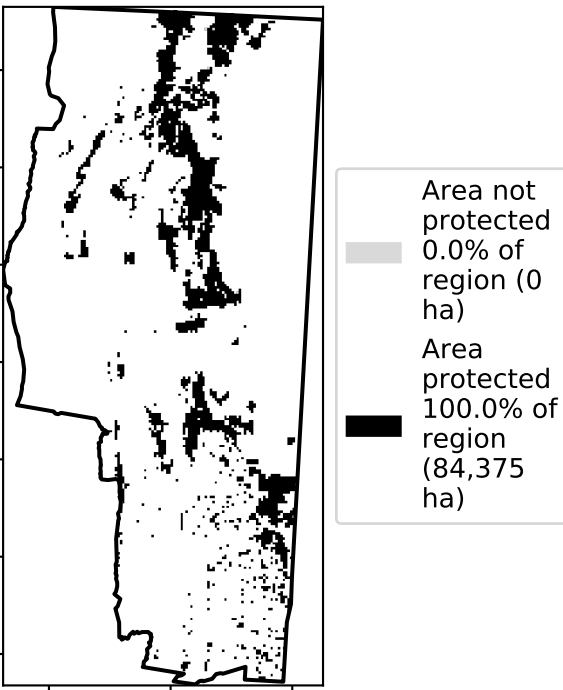 Area not
protected
0.0% of
region (0
ha)
Area
protected
100.0% of
region
(84,375
ha)